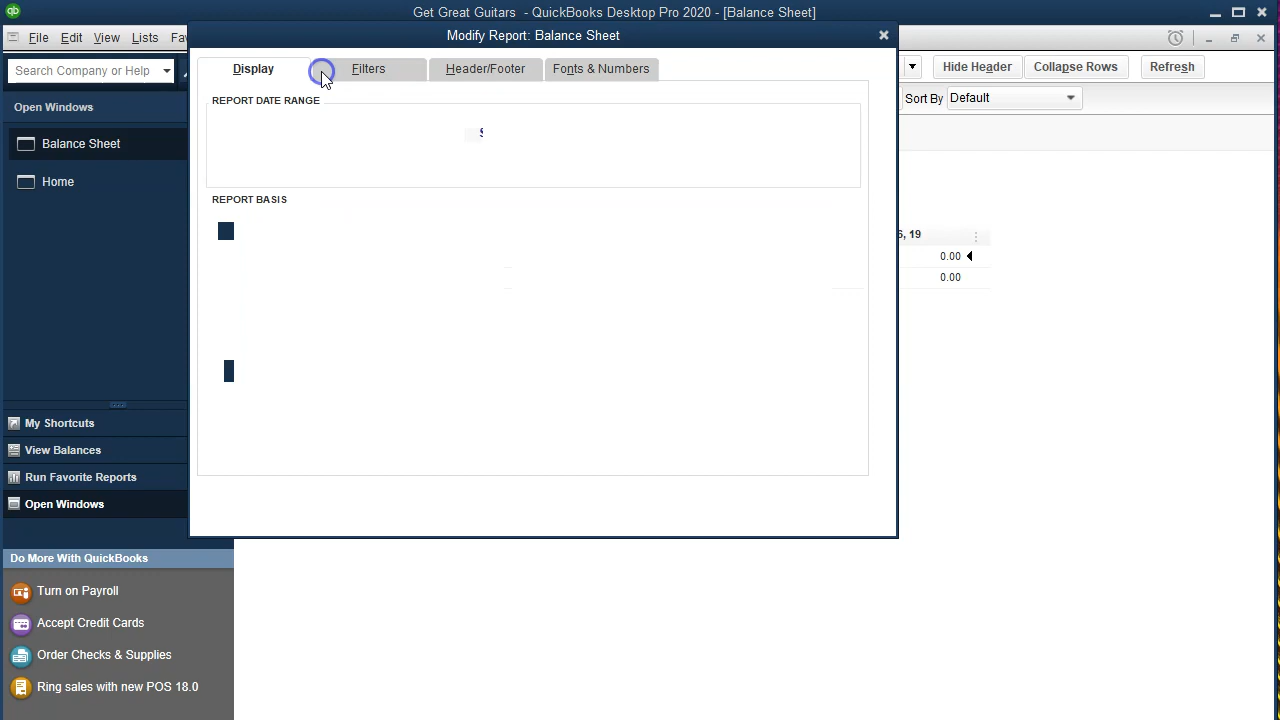 Get Great Guitars - QuickBooks Desktop Pro 2020 - [Balance Sheet]
File Edit View Lists Fav
Modify Report: Balance Sheet
Search Company or Help
Display Filters Header/Footer Fonts & Numbers
Hide Header Collapse Rows Refresh
Sort By Default
Open Windows
REPORT DATE RANGE
Balance Sheet
Home
REPORT BASIS
6, 19
0.00
0.00
My Shortcuts
View Balances
Run Favorite Reports
Open Windows
Do More With QuickBooks
Turn on Payroll
Accept Credit Cards
Order Checks & Supplies
Ring sales with new POS 18.0